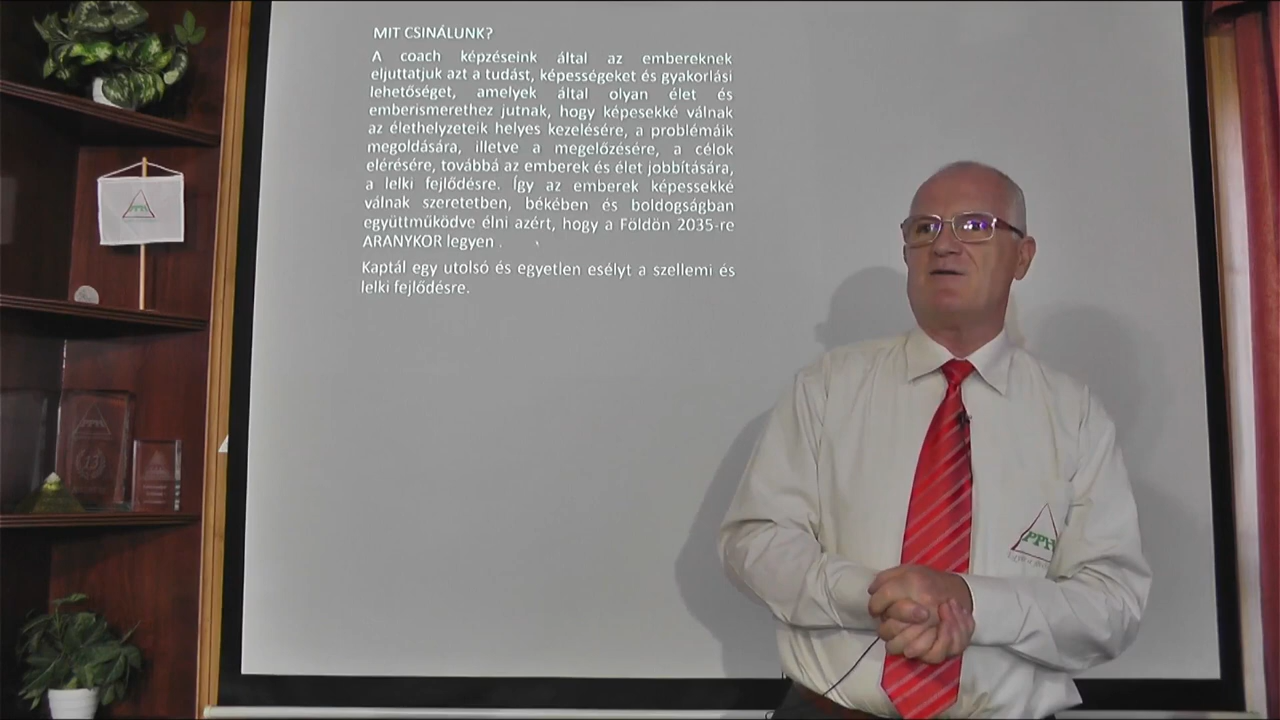 MIT CSINÁLUNK?
A coach képzéseink által az embereknek
eljuttatjuk azt a tudást, képességeket és gyakorlási
lehetőséget, amelyek által olyan élet és
emberismerethez jutnak, hogy képesekké válnak
az élethelyzeteik helyes kezelésére, a problémáik
megoldására, illetve a megelőzésére, a célok
elérésére, továbbá az emberek és élet jobbítására,
a lelki fejlődésre. Így az emberek képessekké
válnak szeretetben, békében és boldogságban
együttműködve élni azért, hogy a Földön 2035-re
ARANYKOR legyen .
Kaptál egy utolsó és egyetlen esélyt a szellemi és
lelki fejlődésre.
PPH